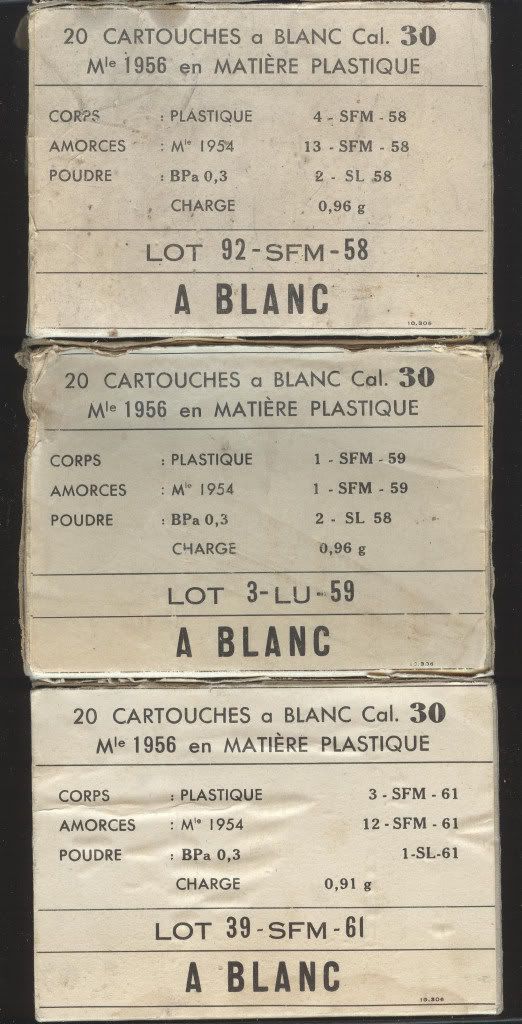 20 CARTOUCHES a BLANC Cal. 30
Mle 1956 en MATIÈRE PLASTIQUE
CORPS : PLASTIQUE 4 - SFM - 58
AMORCES : Mle 1954 13 - SFM - 58
POUDRE : BPa 0,3 2 - SL 58
CHARGE 0,96 g
LOT 92-SFM-58
A BLANC
10.306
20 CARTOUCHES a BLANC Cal. 30
Mle 1956 en MATIÈRE PLASTIQUE
CORPS : PLASTIQUE 1 - SFM - 59
AMORCES : Mle 1954 1 - SFM - 59
POUDRE : BPa 0,3 2 - SL 58
CHARGE 0,96 g
LOT 3-LU-59
A BLANC
10.306
20 CARTOUCHES a BLANC Cal. 30
Mle 1956 en MATIÈRE PLASTIQUE
CORPS : PLASTIQUE 3 - SFM - 61
AMORCES : Mle 1954 12 - SFM - 61
POUDRE : BPa 0,3 1-SL-61
CHARGE 0,91 g
LOT 39-SFM-61
A BLANC
10.306